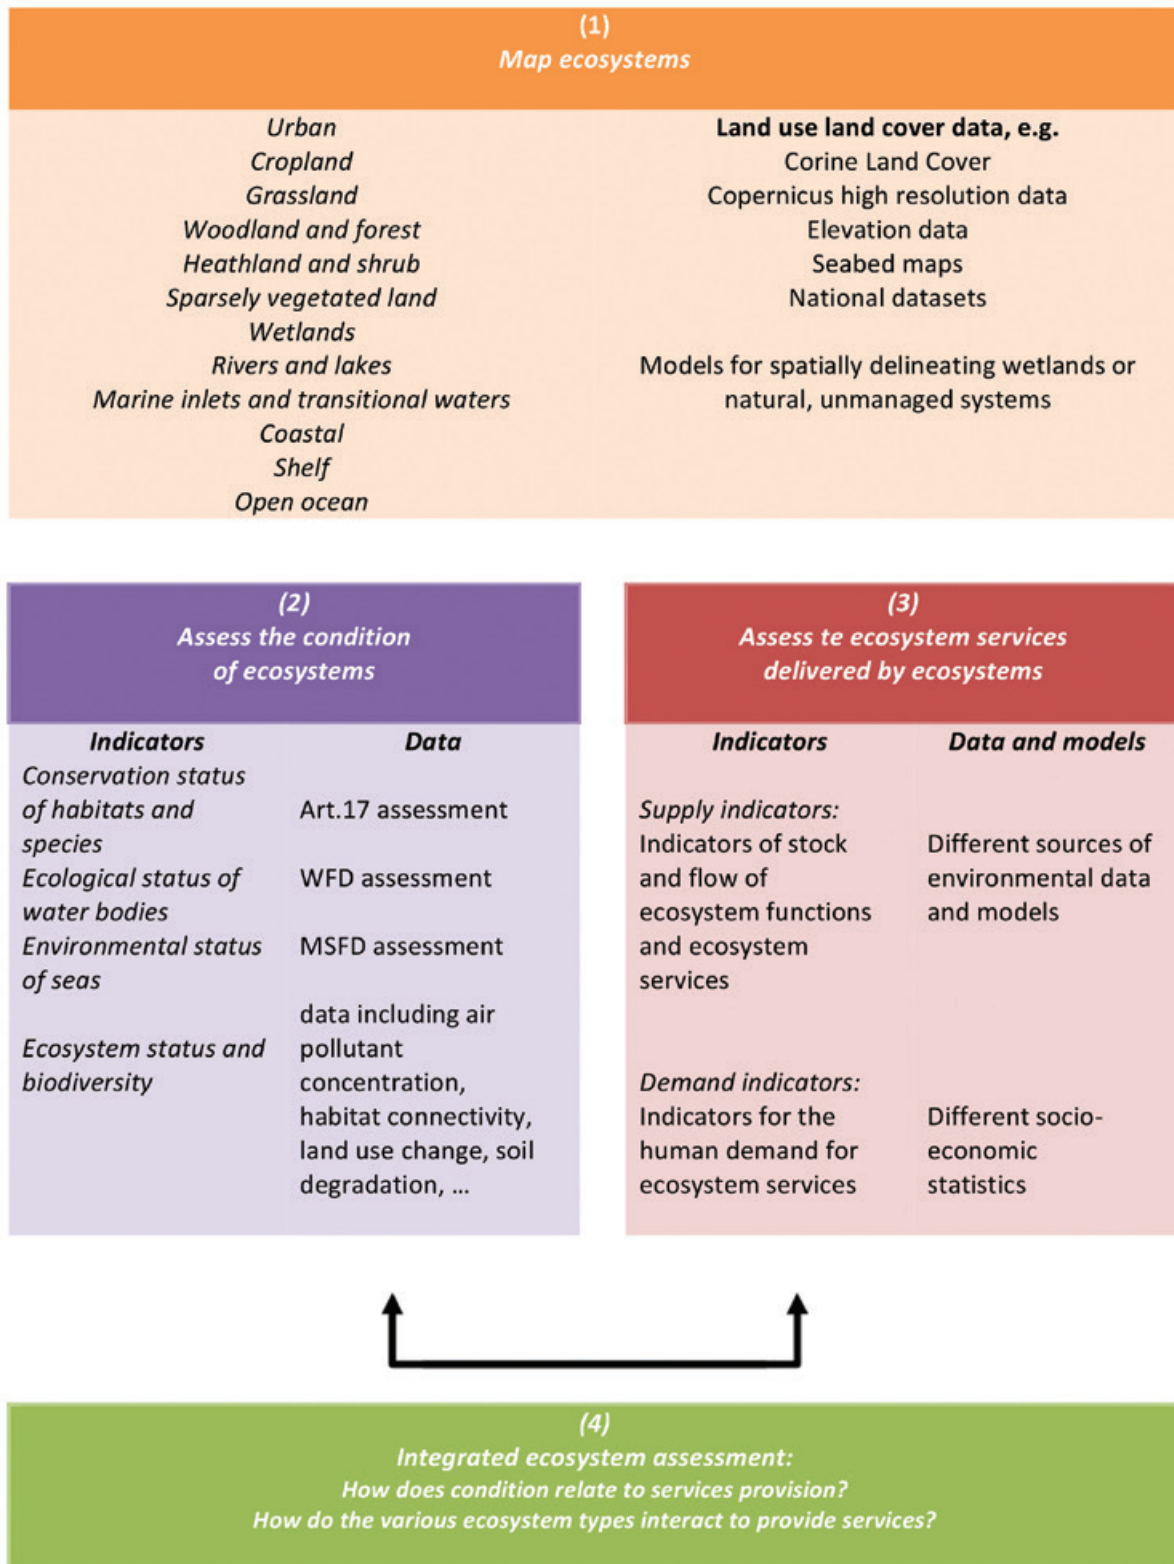 (1)
Map ecosystems
Urban
Cropland
Grassland
Woodland and forest
Heathland and shrub
Sparsely vegetated land
Wetlands
Rivers and lakes
Marine inlets and transitional waters
Coastal
Shelf
Open ocean
Land use land cover data, e.g.
Corine Land Cover
Copernicus high resolution data
Elevation data
Seabed maps
National datasets
Models for spatially delineating wetlands or
natural, unmanaged systems
(2)
Assess the condition
of ecosystems
Indicators
Data
Conservation status
of habitats and
species
Art.17 assessment
Ecological status of
water bodies
WFD assessment
Environmental status
of seas
MSFD assessment
Ecosystem status and
biodiversity
data including air
pollutant
concentration,
habitat connectivity,
land use change, soil
degradation, ...
(3)
Assess te ecosystem services
delivered by ecosystems
Indicators
Data and models
Supply indicators:
Indicators of stock
and flow of
ecosystem functions
and ecosystem
services
Different sources of
environmental data
and models
Demand indicators:
Indicators for the
human demand for
ecosystem services
Different socio-
economic
statistics
(4)
Integrated ecosystem assessment:
How does condition relate to services provision?
How do the various ecosystem types interact to provide services?